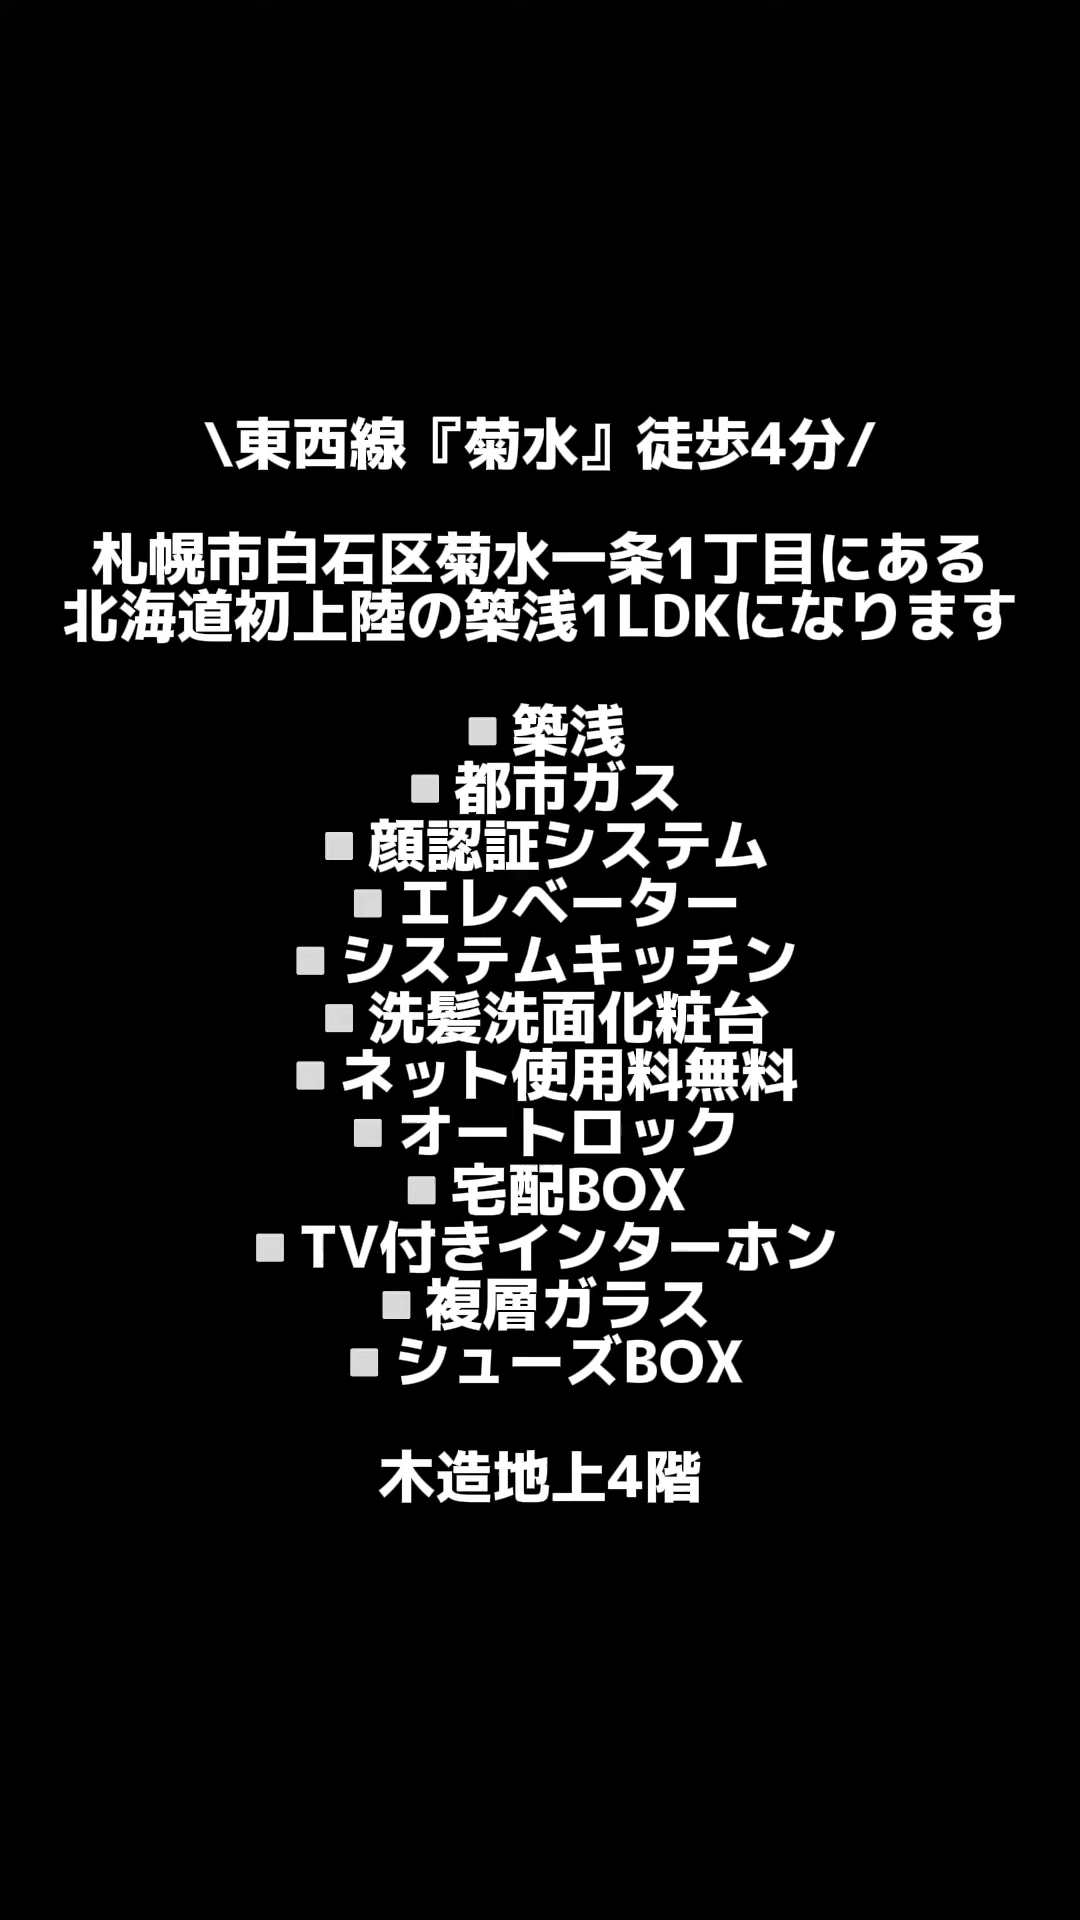 \東西線『菊水』徒歩4分/
札幌市白石区菊水一条1丁目にある
北海道初上陸の築浅1LDKになります
◽築浅
◽都市ガス
◽顔認証システム
◽エレベーター
◽システムキッチン
◽洗髪洗面化粧台
◽ネット使用料無料
◽オートロック
◽宅配BOX
◽TV付きインターホン
◽複層ガラス
◽シューズBOX
木造地上4階